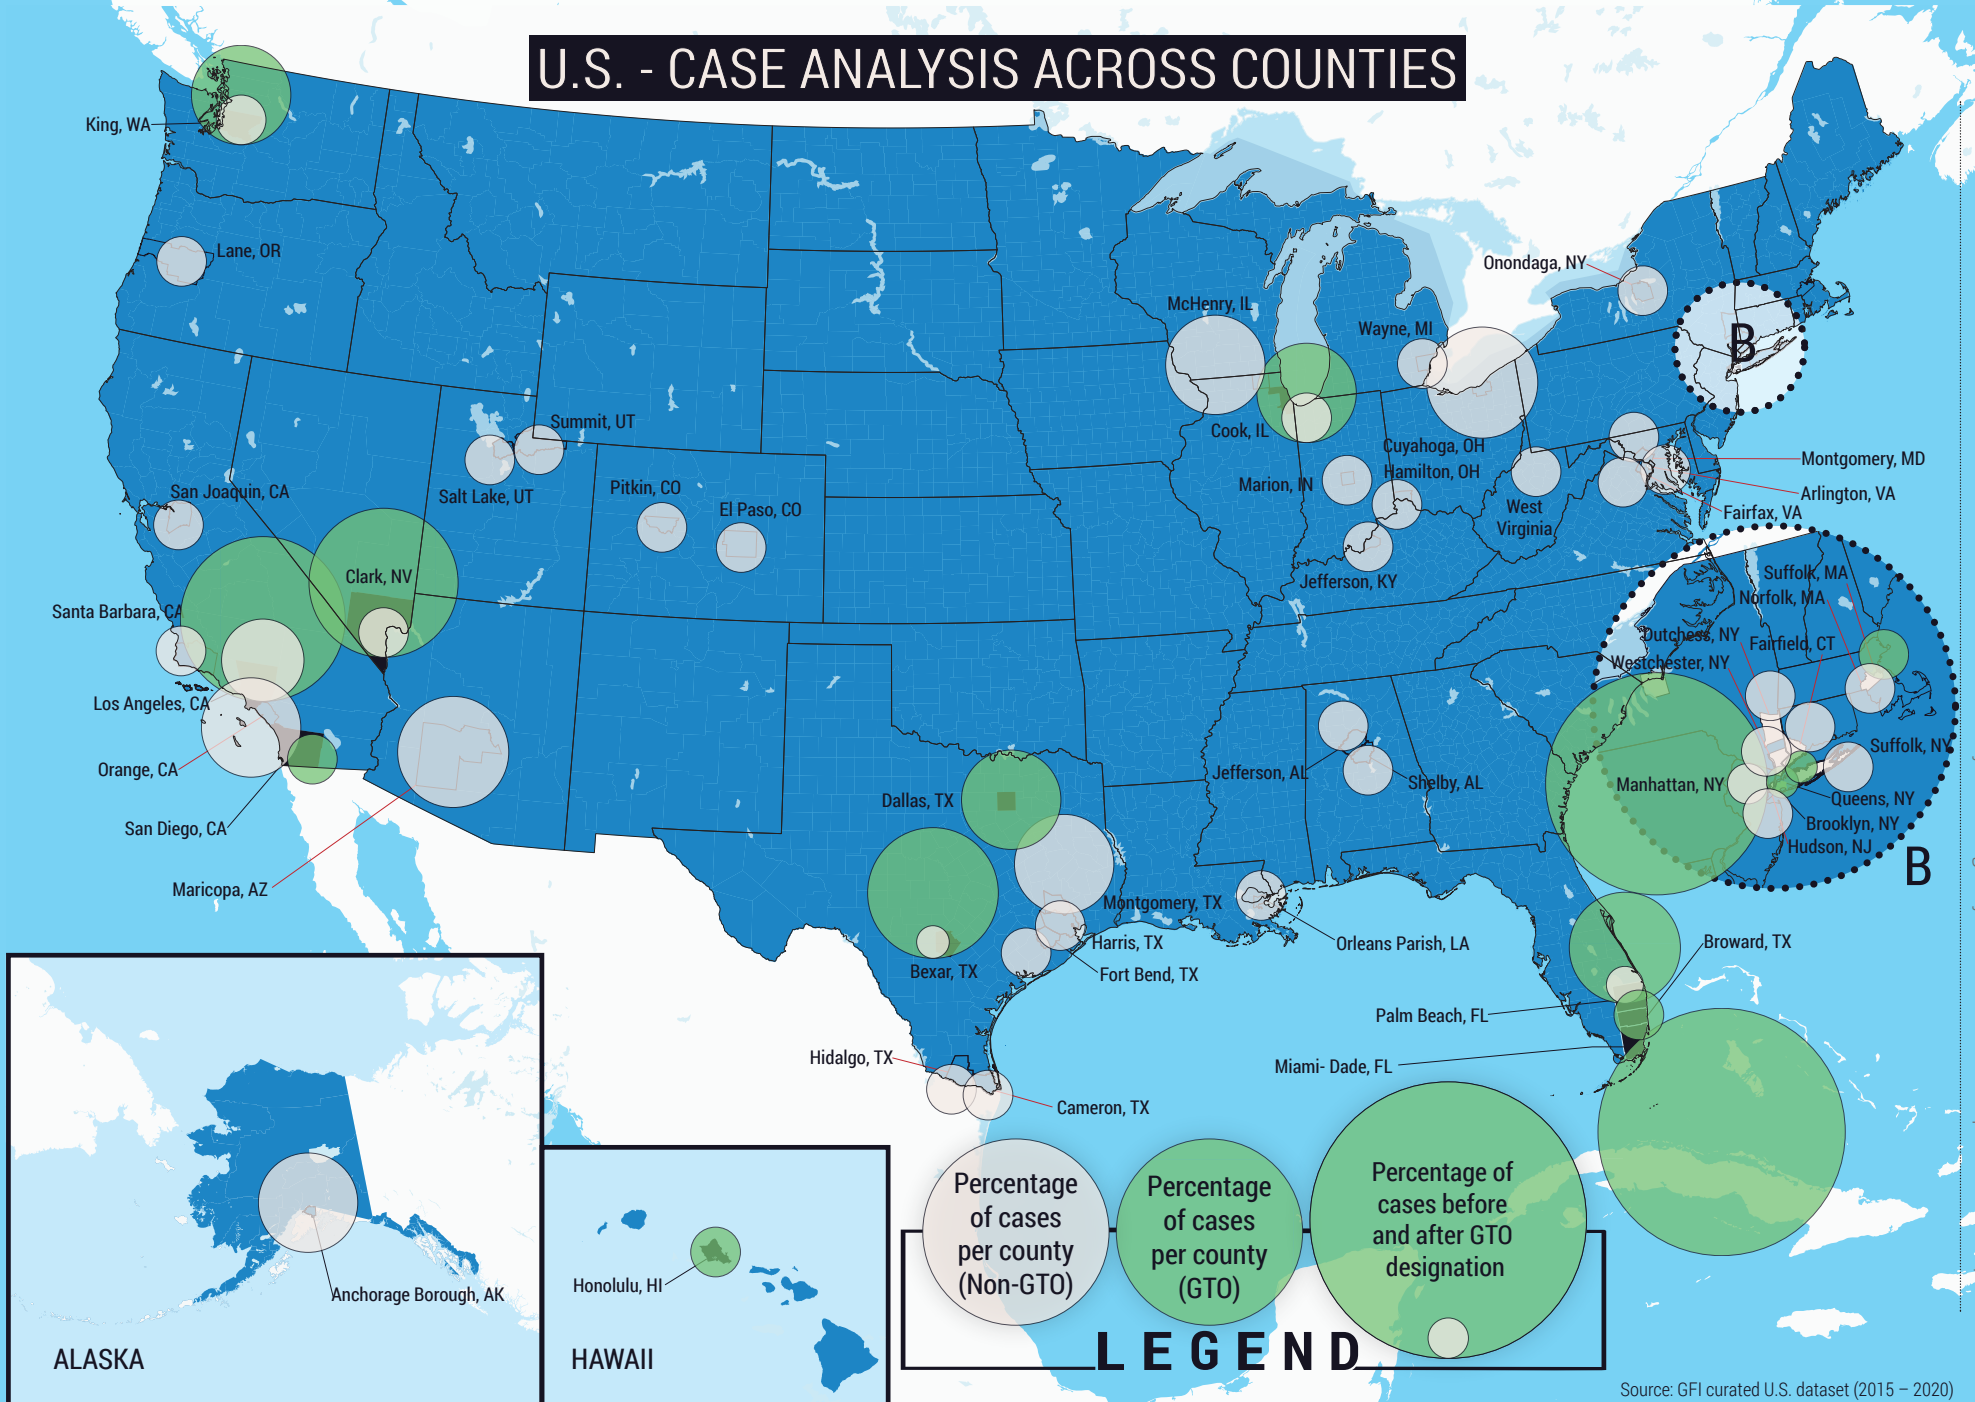 U.S. - CASE ANALYSIS ACROSS COUNTIES
King, WA
Lane, OR
Onondaga, NY
McHenry, IL
Wayne, MI
B
Cook, IL
Summit, UT
Salt Lake, UT
Cuyahoga, OH
Hamilton, OH
Marion, IN
Montgomery, MD
Arlington, VA
Fairfax, VA
West
Virginia
San Joaquin, CA
Pitkin, CO
El Paso, CO
Jefferson, KY
Clark, NV
Santa Barbara, CA
Suffolk, MA
Norfolk, MA
Dutchess, NY
Fairfield, CT
Westchester, NY
Los Angeles, CA
Orange, CA
San Diego, CA
Maricopa, AZ
Suffolk, NY
Manhattan, NY
Queens, NY
Brooklyn, NY
Hudson, NJ
B
Jefferson, AL
Shelby, AL
Dallas, TX
Montgomery, TX
Harris, TX
Bexar, TX
Fort Bend, TX
Orleans Parish, LA
Broward, TX
Palm Beach, FL
Miami- Dade, FL
Hidalgo, TX
Cameron, TX
Anchorage Borough, AK
ALASKA
Honolulu, HI
HAWAII
Percentage
of cases
per county
(Non-GTO)
Percentage
of cases
per county
(GTO)
Percentage of
cases before
and after GTO
designation
LEGEND
Source: GFI curated U.S. dataset (2015 – 2020)